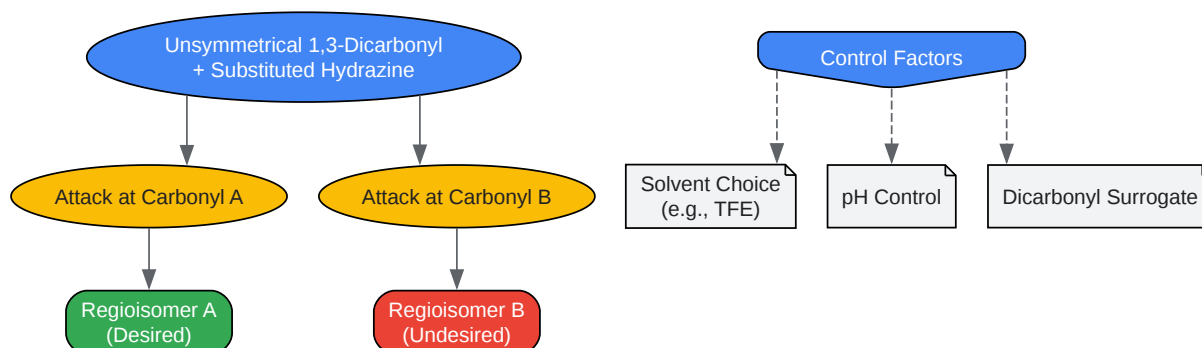 Unsymmetrical 1,3-Dicarbonyl
+ Substituted Hydrazine
Attack at Carbonyl A
Attack at Carbonyl B
Regioisomer A
(Desired)
Regioisomer B
(Undesired)
Control Factors
Solvent Choice
(e.g., TFE)
pH Control
Dicarbonyl Surrogate